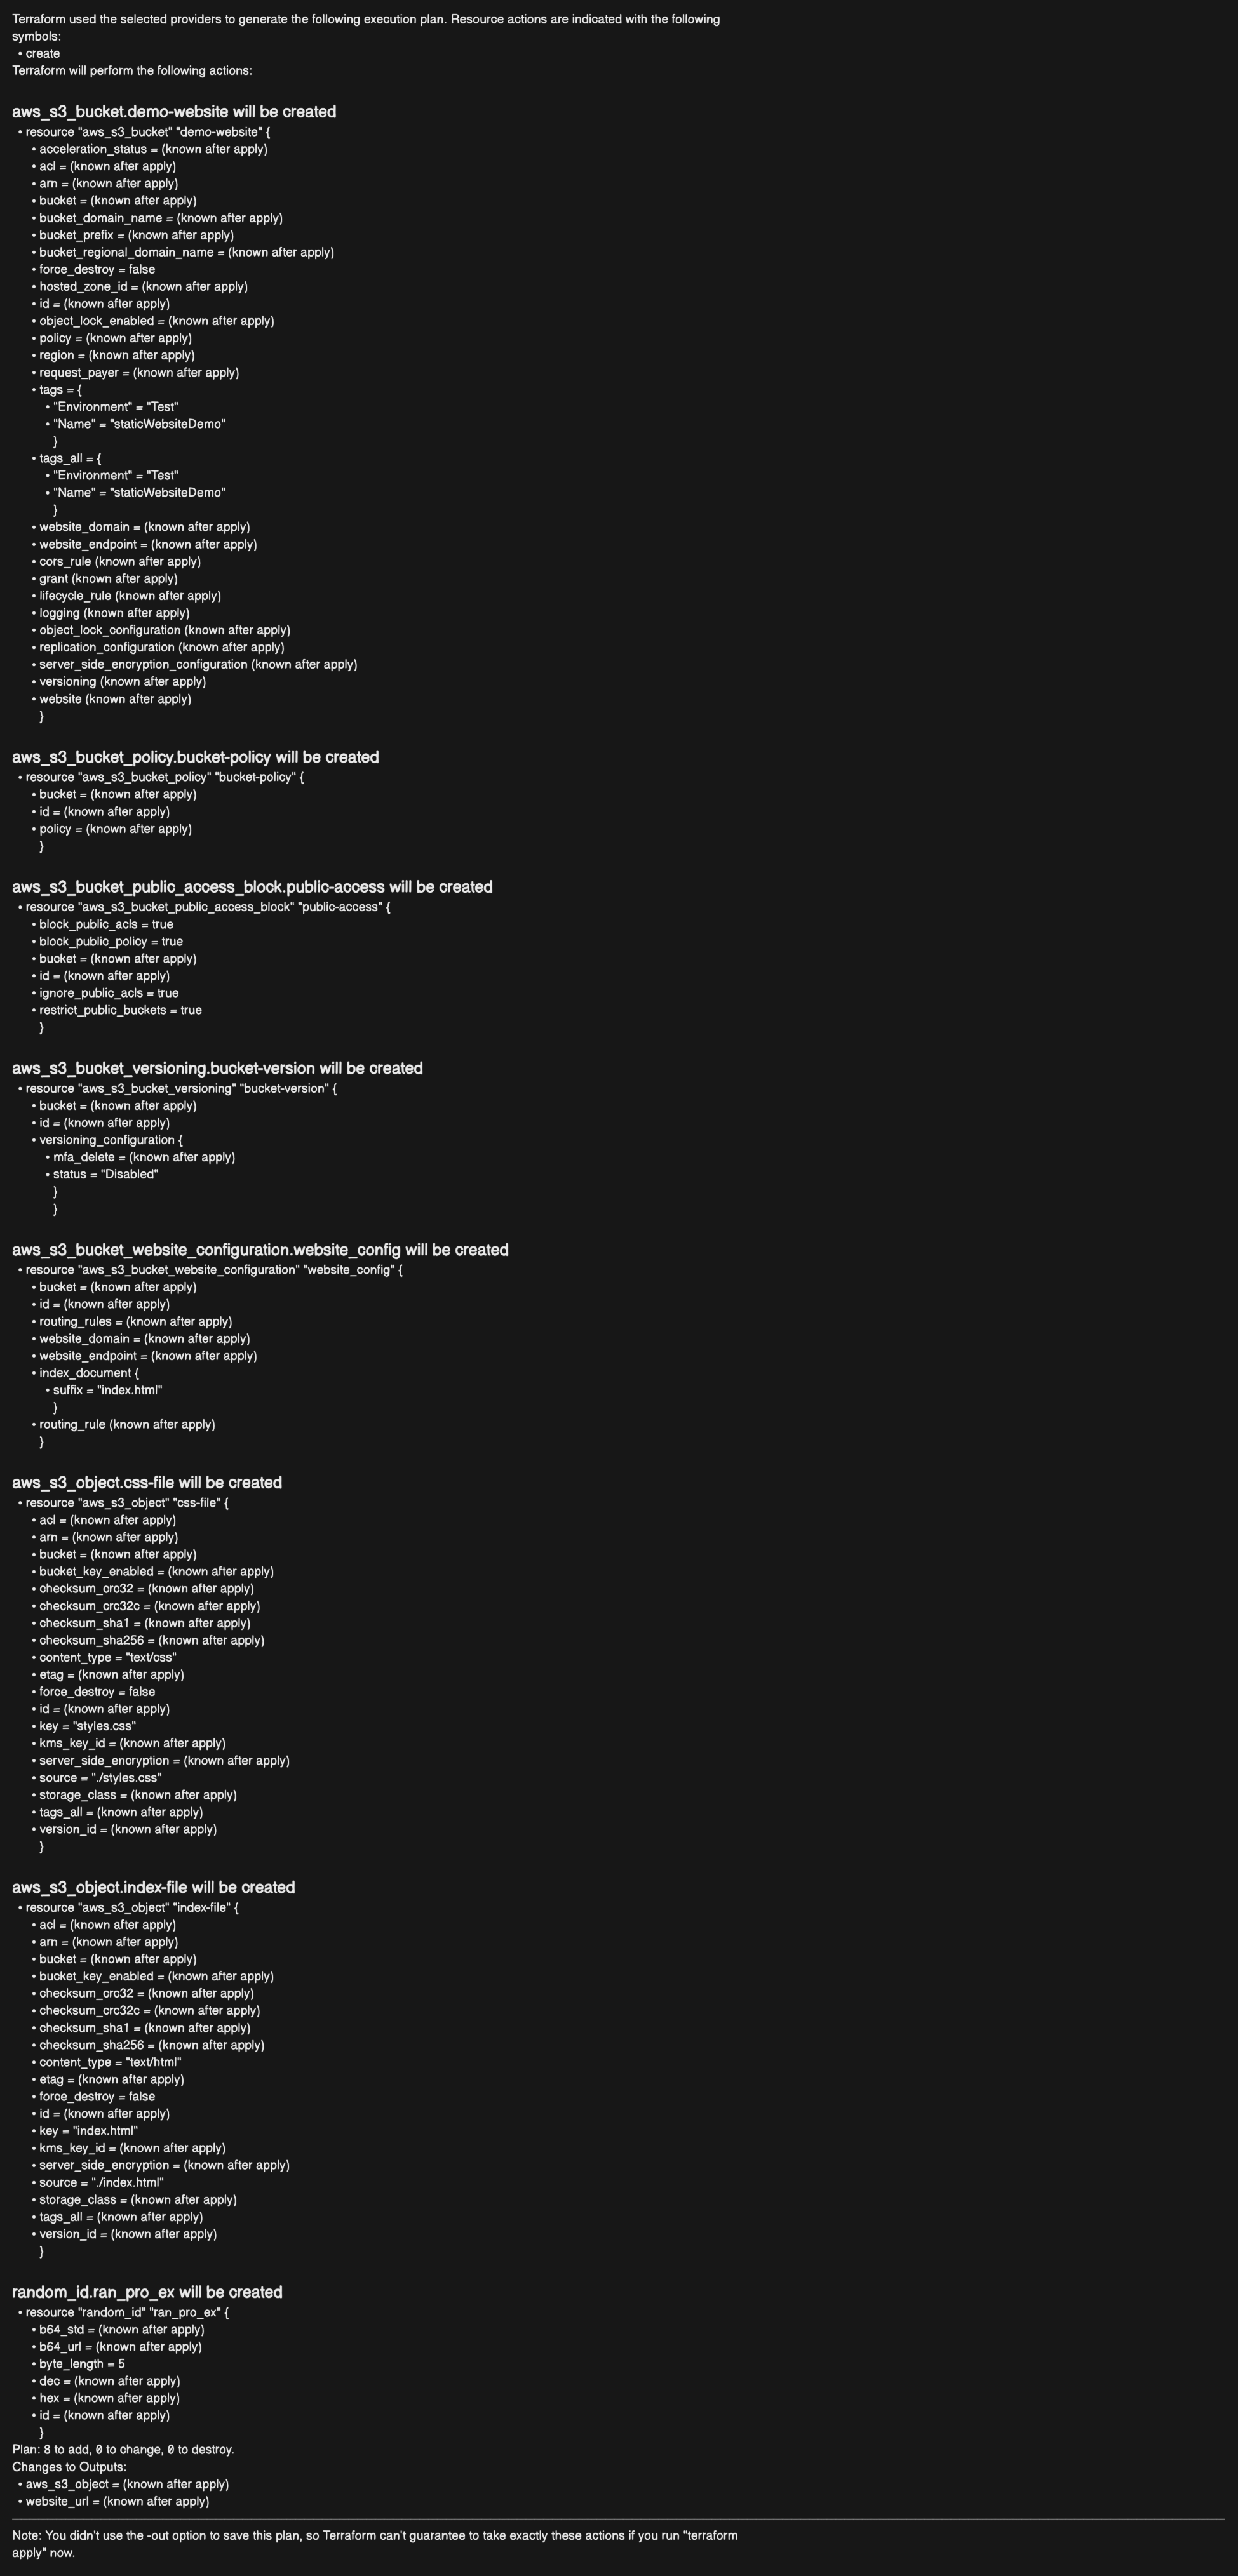 Terraform used the selected providers to generate the following execution plan. Resource actions are indicated with the following
symbols:
• create
Terraform will perform the following actions:
aws_s3_bucket.demo-website will be created
• resource "aws_s3_bucket" "demo-website" {
• acceleration_status = (known after apply)
• acl = (known after apply)
• arn = (known after apply)
• bucket = (known after apply)
• bucket_domain_name = (known after apply)
• bucket_prefix = (known after apply)
• bucket_regional_domain_name = (known after apply)
• force_destroy = false
• hosted_zone_id = (known after apply)
• id = (known after apply)
• object_lock_enabled = (known after apply)
• policy = (known after apply)
• region = (known after apply)
• request_payer = (known after apply)
• tags = {
• "Environment" = "Test"
• "Name" = "staticWebsiteDemo"
}
• tags_all = {
• "Environment" = "Test"
• "Name" = "staticWebsiteDemo"
}
• website_domain = (known after apply)
• website_endpoint = (known after apply)
• cors_rule (known after apply)
• grant (known after apply)
• lifecycle_rule (known after apply)
• logging (known after apply)
• object_lock_configuration (known after apply)
• replication_configuration (known after apply)
• server_side_encryption_configuration (known after apply)
• versioning (known after apply)
• website (known after apply)
}
aws_s3_bucket_policy.bucket-policy will be created
• resource "aws_s3_bucket_policy" "bucket-policy" {
• bucket = (known after apply)
• id = (known after apply)
• policy = (known after apply)
}
aws_s3_bucket_public_access_block.public-access will be created
• resource "aws_s3_bucket_public_access_block" "public-access" {
• block_public_acls = true
• block_public_policy = true
• bucket = (known after apply)
• id = (known after apply)
• ignore_public_acls = true
• restrict_public_buckets = true
}
aws_s3_bucket_versioning.bucket-version will be created
• resource "aws_s3_bucket_versioning" "bucket-version" {
• bucket = (known after apply)
• id = (known after apply)
• versioning_configuration {
• mfa_delete = (known after apply)
• status = "Disabled"
}
}
aws_s3_bucket_website_configuration.website_config will be created
• resource "aws_s3_bucket_website_configuration" "website_config" {
• bucket = (known after apply)
• id = (known after apply)
• routing_rules = (known after apply)
• website_domain = (known after apply)
• website_endpoint = (known after apply)
• index_document {
• suffix = "index.html"
}
• routing_rule (known after apply)
}
aws_s3_object.css-file will be created
• resource "aws_s3_object" "css-file" {
• acl = (known after apply)
• arn = (known after apply)
• bucket = (known after apply)
• bucket_key_enabled = (known after apply)
• checksum_crc32 = (known after apply)
• checksum_crc32c = (known after apply)
• checksum_sha1 = (known after apply)
• checksum_sha256 = (known after apply)
• content_type = "text/css"
• etag = (known after apply)
• force_destroy = false
• id = (known after apply)
• key = "styles.css"
• kms_key_id = (known after apply)
• server_side_encryption = (known after apply)
• source = "./styles.css"
• storage_class = (known after apply)
• tags_all = (known after apply)
• version_id = (known after apply)
}
aws_s3_object.index-file will be created
• resource "aws_s3_object" "index-file" {
• acl = (known after apply)
• arn = (known after apply)
• bucket = (known after apply)
• bucket_key_enabled = (known after apply)
• checksum_crc32 = (known after apply)
• checksum_crc32c = (known after apply)
• checksum_sha1 = (known after apply)
• checksum_sha256 = (known after apply)
• content_type = "text/html"
• etag = (known after apply)
• force_destroy = false
• id = (known after apply)
• key = "index.html"
• kms_key_id = (known after apply)
• server_side_encryption = (known after apply)
• source = "./index.html"
• storage_class = (known after apply)
• tags_all = (known after apply)
• version_id = (known after apply)
}
random_id.ran_pro_ex will be created
• resource "random_id" "ran_pro_ex" {
• b64_std = (known after apply)
• b64_url = (known after apply)
• byte_length = 5
• dec = (known after apply)
• hex = (known after apply)
• id = (known after apply)
}
Plan: 8 to add, 0 to change, 0 to destroy.
Changes to Outputs:
• aws_s3_object = (known after apply)
• website_url = (known after apply)
Note: You didn't use the -out option to save this plan, so Terraform can't guarantee to take exactly these actions if you run "terraform
apply" now.